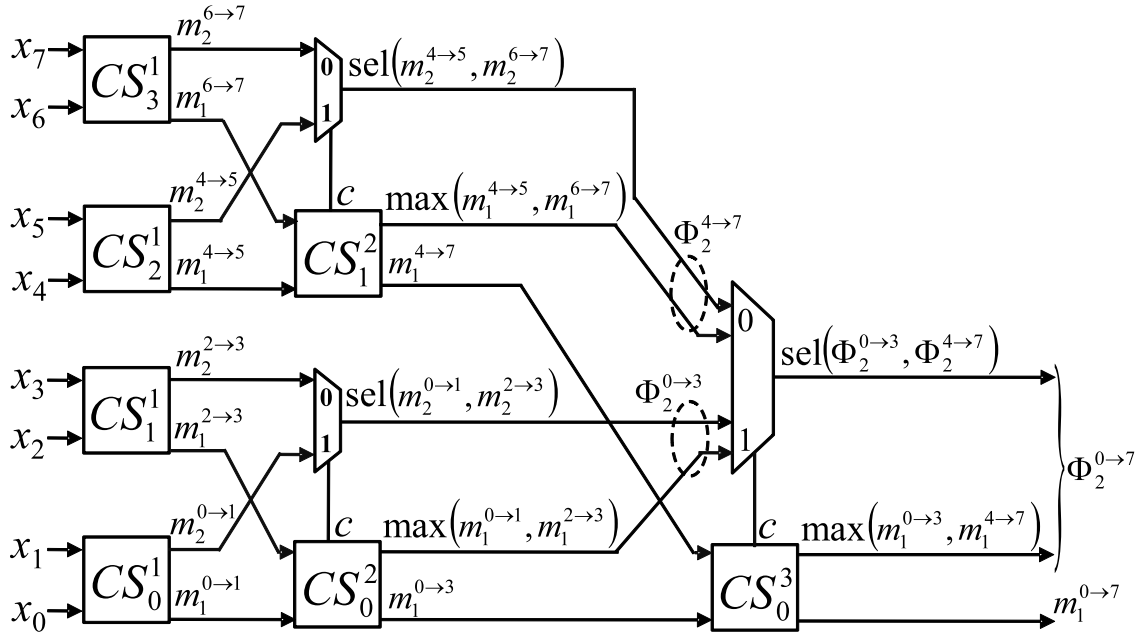 x₇
x₆
CS₃¹
m₂^{6→7}
m₁^{6→7}
0
1
sel(m₂^{4→5}, m₂^{6→7})
x₅
x₄
CS₂¹
m₂^{4→5}
m₁^{4→5}
c
CS₁²
max(m₁^{4→5}, m₁^{6→7})
m₁^{4→7}
Φ₂^{4→7}
0
1
sel(Φ₂^{0→3}, Φ₂^{4→7})
x₃
x₂
CS₁¹
m₂^{2→3}
m₁^{2→3}
0
1
sel(m₂^{0→1}, m₂^{2→3})
Φ₂^{0→3}
Φ₂^{0→7}
x₁
x₀
CS₀¹
m₂^{0→1}
m₁^{0→1}
c
CS₀²
max(m₁^{0→1}, m₁^{2→3})
m₁^{0→3}
c
CS₀³
max(m₁^{0→3}, m₁^{4→7})
m₁^{0→7}